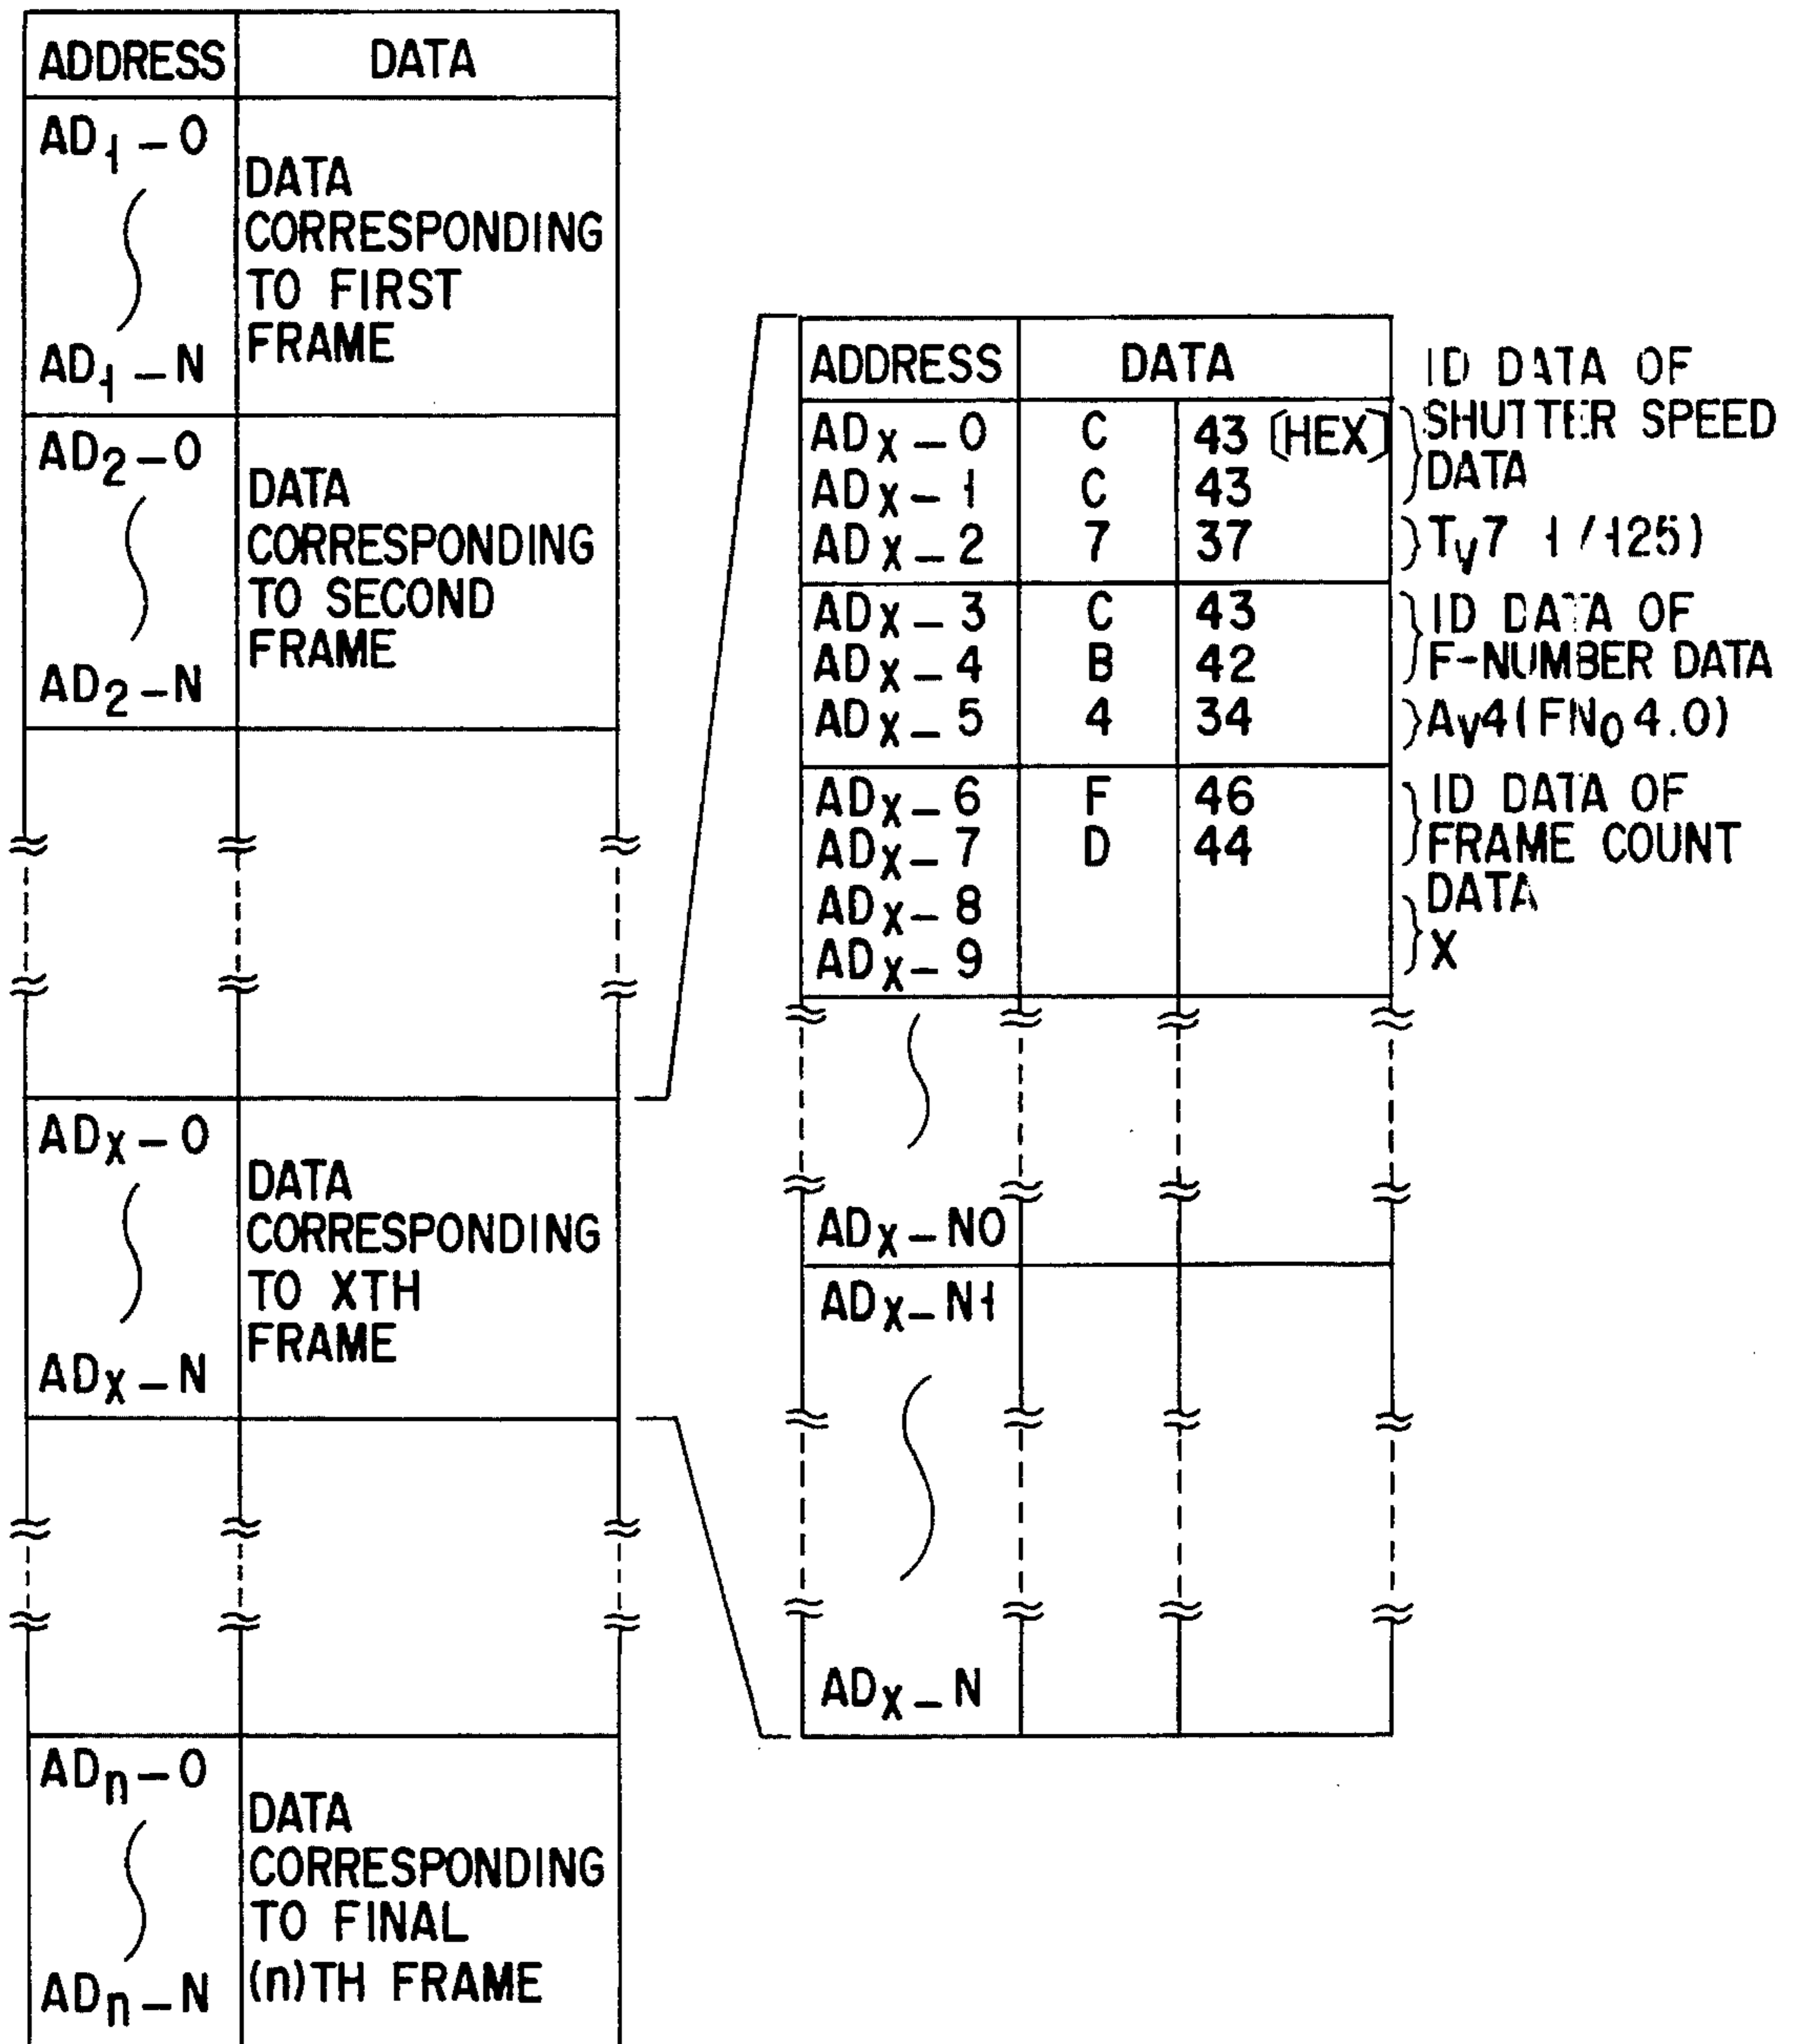 ADDRESS DATA
AD1-0
DATA
CORRESPONDING
TO FIRST
FRAME
AD1-N
AD2-0
DATA
CORRESPONDING
TO SECOND
FRAME
AD2-N
ADX-0
DATA
CORRESPONDING
TO XTH
FRAME
ADX-N
ADn-0
DATA
CORRESPONDING
TO FINAL
(n)TH FRAME
ADn-N
ADDRESS DATA
ADX-0 C 43 [HEX]
ADX-1 C 43
ADX-2 7 37
ADX-3 C 43
ADX-4 B 42
ADX-5 4 34
ADX-6 F 46
ADX-7 D 44
ADX-8
ADX-9
ADX-N0
ADX-N1
ADX-N
ID DATA OF
SHUTTER SPEED
DATA
TV7 1/125)
ID DATA OF
F-NUMBER DATA
AV4(FNO4.0)
ID DATA OF
FRAME COUNT
DATA
X